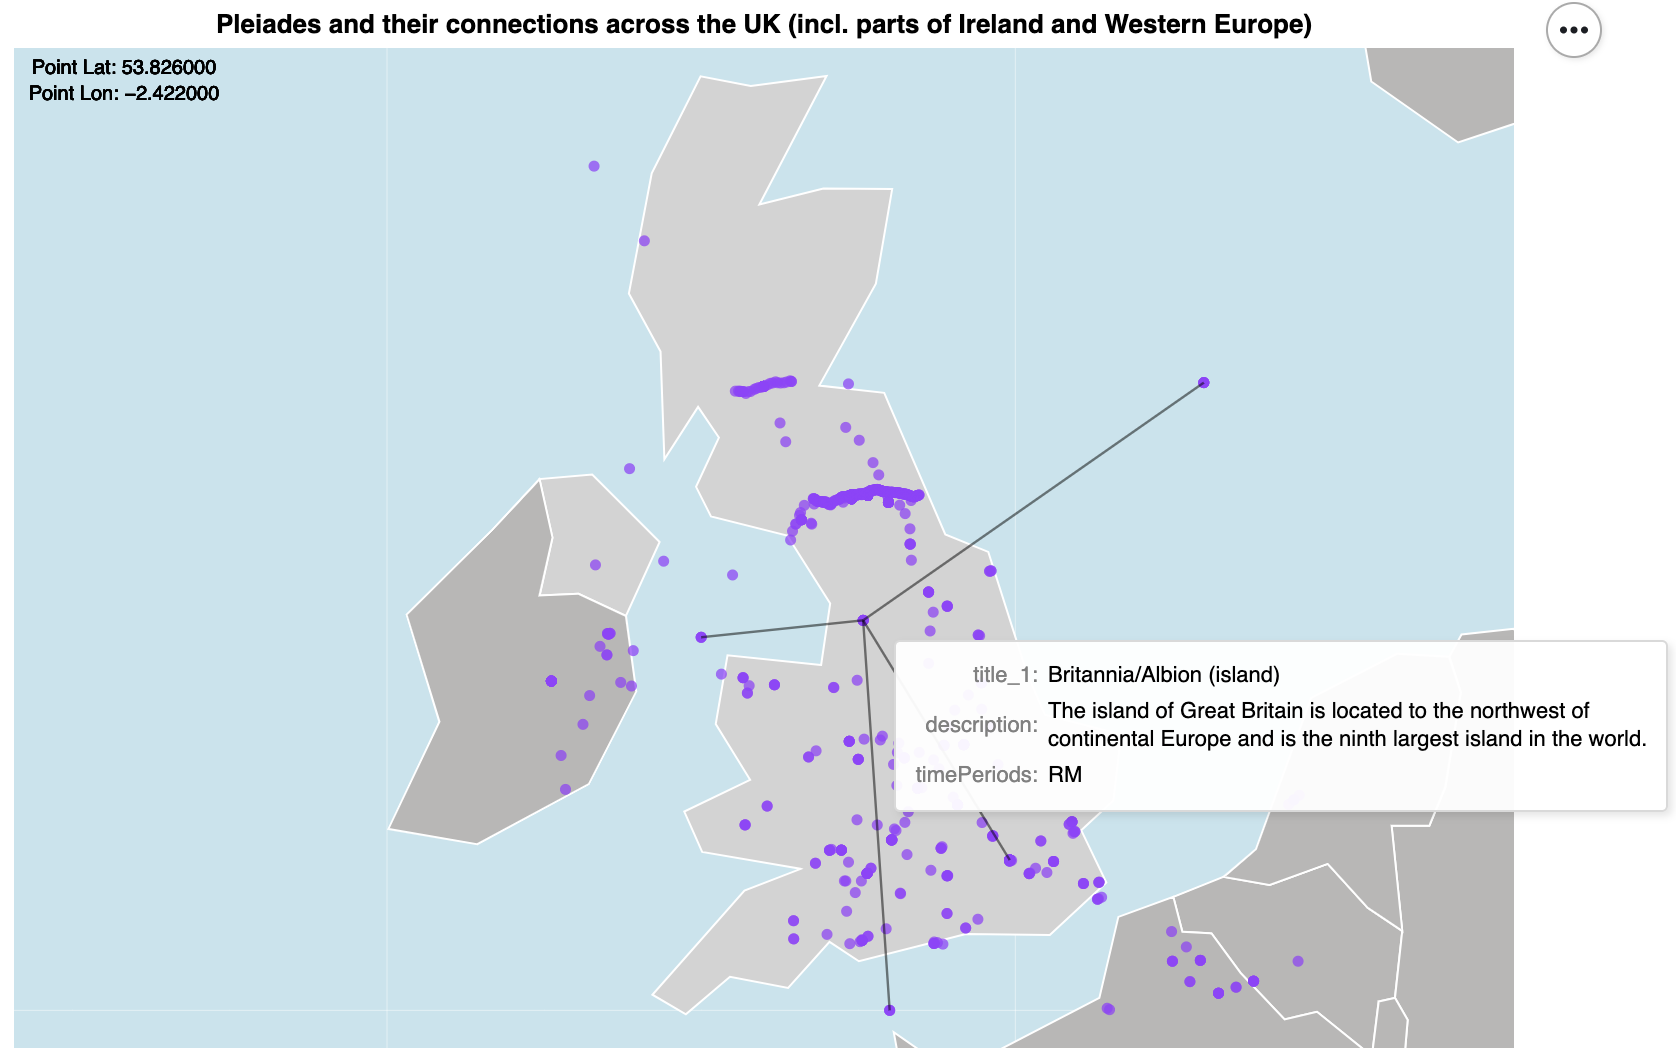 Pleiades and their connections across the UK (incl. parts of Ireland and Western Europe)
Point Lat: 53.826000
Point Lon: −2.422000
title_1: Britannia/Albion (island)
description: The island of Great Britain is located to the northwest of
continental Europe and is the ninth largest island in the world.
timePeriods: RM